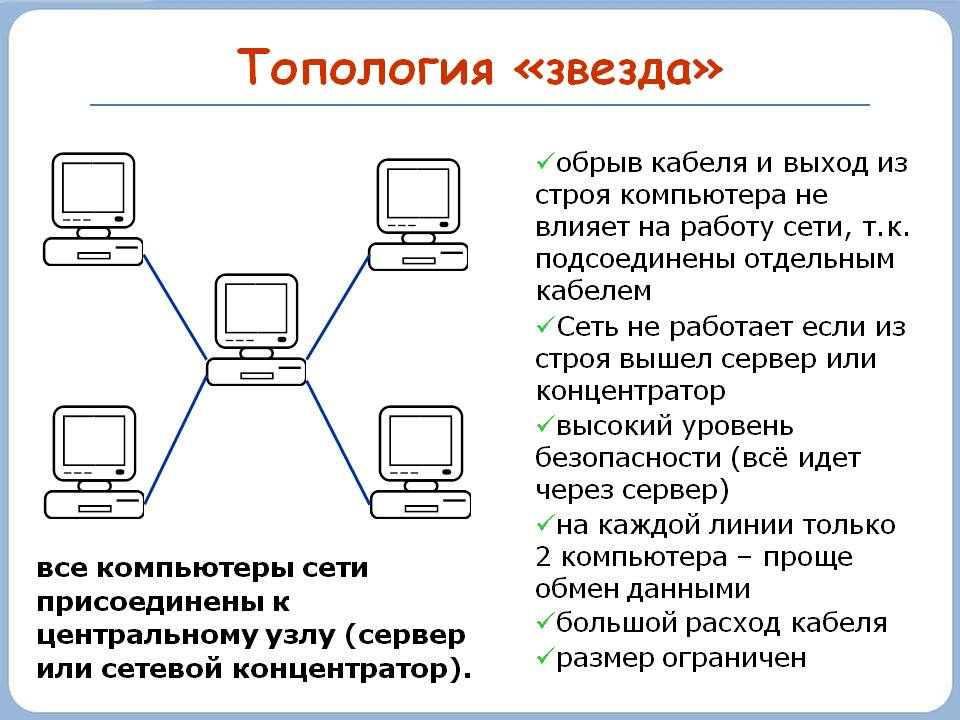 Топология «звезда»
обрыв кабеля и выход из
строя компьютера не
влияет на работу сети, т.к.
подсоединены отдельным
кабелем
Сеть не работает если из
строя вышел сервер или
концентратор
высокий уровень
безопасности (всё идет
через сервер)
на каждой линии только
2 компьютера – проще
обмен данными
большой расход кабеля
размер ограничен
все компьютеры сети
присоединены к
центральному узлу (сервер
или сетевой концентратор).